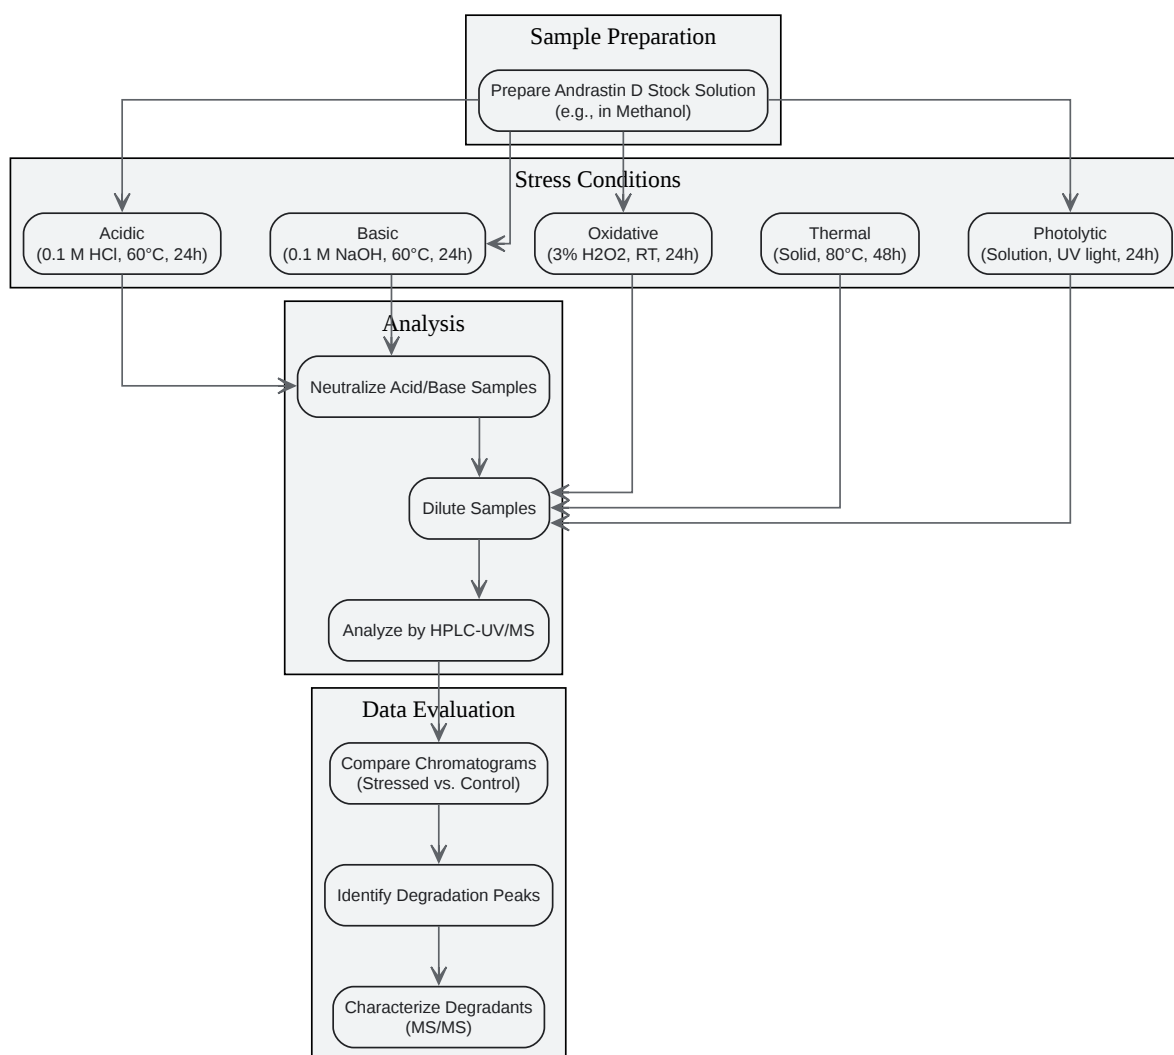 Sample Preparation
Prepare Andrastin D Stock Solution
(e.g., in Methanol)
Stress Conditions
Acidic
(0.1 M HCl, 60°C, 24h)
Basic
(0.1 M NaOH, 60°C, 24h)
Oxidative
(3% H2O2, RT, 24h)
Thermal
(Solid, 80°C, 48h)
Photolytic
(Solution, UV light, 24h)
Analysis
Neutralize Acid/Base Samples
Dilute Samples
Analyze by HPLC-UV/MS
Data Evaluation
Compare Chromatograms
(Stressed vs. Control)
Identify Degradation Peaks
Characterize Degradants
(MS/MS)